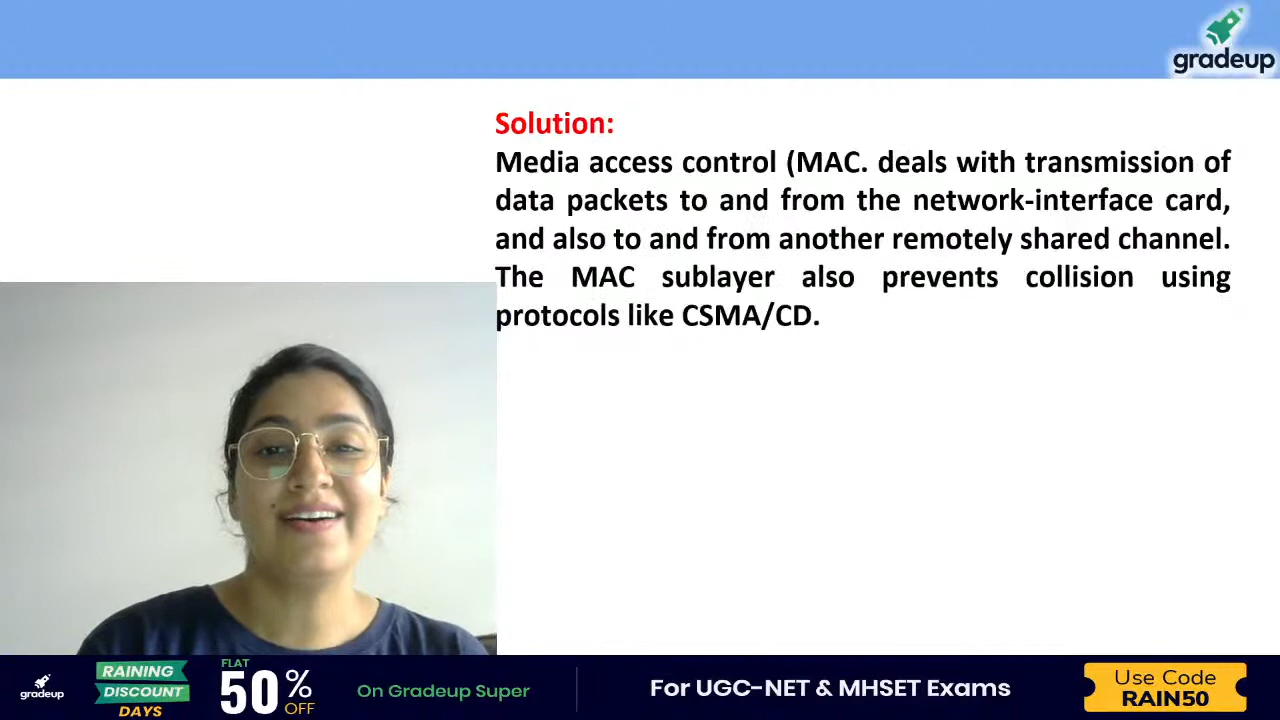 gradeup
Solution:
Media access control (MAC. deals with transmission of
data packets to and from the network-interface card,
and also to and from another remotely shared channel.
The MAC sublayer also prevents collision using
protocols like CSMA/CD.
gradeup
RAINING
DISCOUNT
DAYS
FLAT
50% OFF
On Gradeup Super
For UGC-NET & MHSET Exams
Use Code
RAIN50